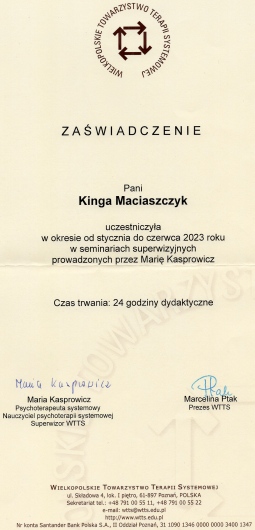 WIELKOPOLSKIE TOWARZYSTWO TERAPII SYSTEMOWEJ
ZAŚWIADCZENIE
Pani
Kinga Maciaszczyk
uczestniczyła
w okresie od stycznia do czerwca 2023 roku
w seminariach superwizyjnych
prowadzonych przez Marię Kasprowicz
Czas trwania: 24 godziny dydaktyczne
Maria Kasprowicz
Ptak
Maria Kasprowicz
Psychoterapeuta systemowy
Nauczyciel psychoterapii systemowej
Superwizor WTTS
Marcelina Ptak
Prezes WTTS
WIELKOPOLSKIE TOWARZYSTWO TERAPII SYSTEMOWEJ
ul. Składowa 4, lok. I piętro, 61-897 Poznań, POLSKA
Sekretariat tel.: +48 791 00 55 11, +48 791 00 55 22
e-mail: wtts@wtts.edu.pl
http://www.wtts.edu.pl
Nr konta Santander Bank Polska S.A., II Oddział Poznań, 31 1090 1346 0000 0000 3400 1347